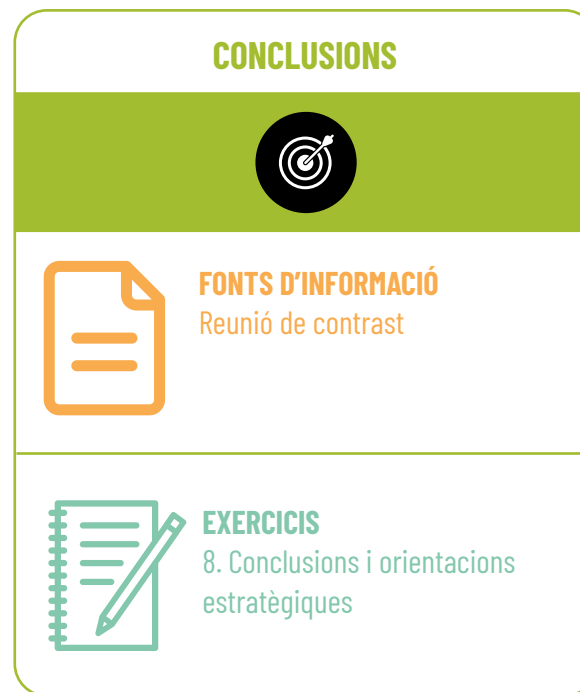 CONCLUSIONS
FONTS D’INFORMACIÓ
Reunió de contrast
EXERCICIS
8. Conclusions i orientacions
estratègiques